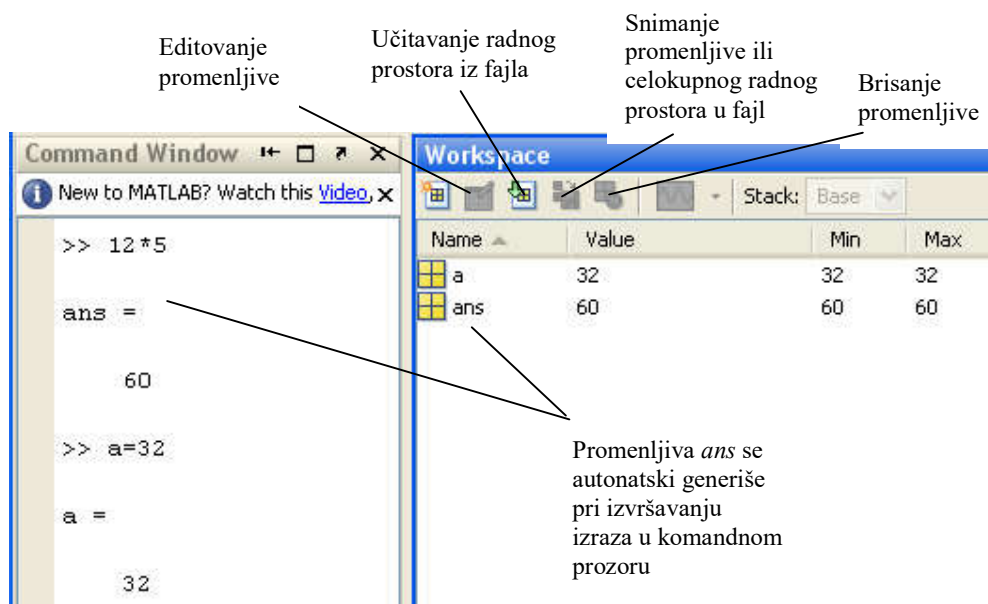 Editovanje
promenljive
Učitavanje radnog
prostora iz fajla
Snimanje
promenljive ili
celokupnog radnog
prostora u fajl
Brisanje
promenljive
Command Window
New to MATLAB? Watch this Video,
>> 12*5
ans =
60
>> a=32
a =
32
Workspace
Stack: Base
Name Value Min Max
a 32 32 32
ans 60 60 60
Promenljiva ans se
autonatski generiše
pri izvršavanju
izraza u komandnom
prozoru